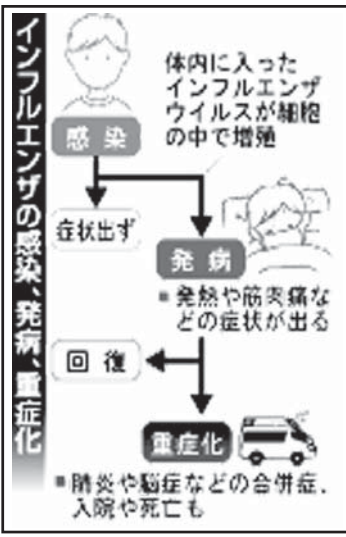 インフルエンザの感染、発病、重症化
体内に入った
インフルエンザ
ウイルスが細胞
の中で増殖
感染
症状出ず
発病
■発熱や筋肉痛な
どの症状が出る
回復
重症化
■肺炎や脳症などの合併症、
入院や死亡も